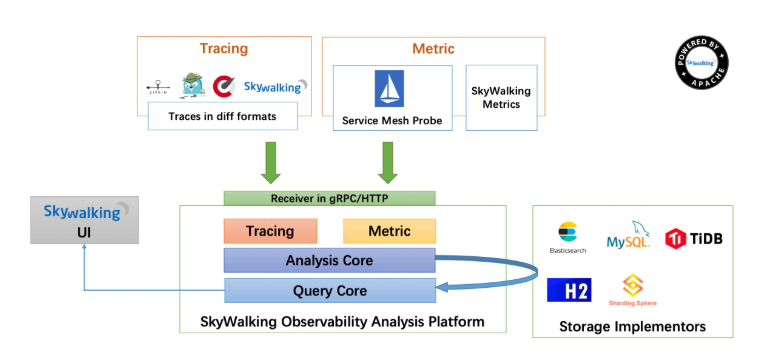 Tracing
Metric
POWERED BY
Skywalking
APACHE
ZIPKIN
Skywalking
Traces in diff formats
Service Mesh Probe
SkyWalking
Metrics
Receiver in gRPC/HTTP
Skywalking
UI
Tracing
Metric
Analysis Core
Query Core
SkyWalking Observability Analysis Platform
Elasticsearch
MySQL
TiDB
H2
Sharding Sphere
Storage Implementors